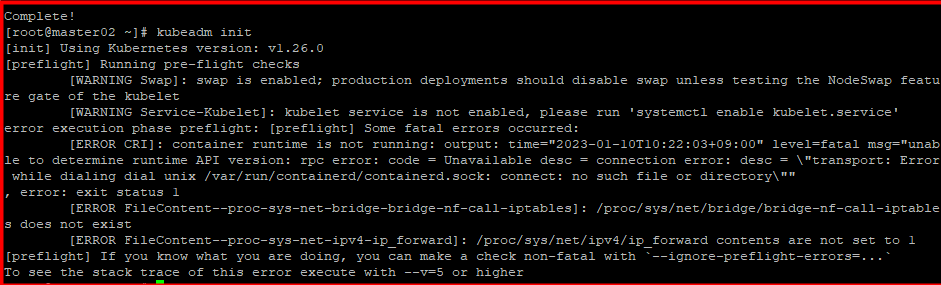 Complete!
[root@master02 ~]# kubeadm init
[init] Using Kubernetes version: v1.26.0
[preflight] Running pre-flight checks
        [WARNING Swap]: swap is enabled; production deployments should disable swap unless testing the NodeSwap featu
re gate of the kubelet
        [WARNING Service-Kubelet]: kubelet service is not enabled, please run 'systemctl enable kubelet.service'
error execution phase preflight: [preflight] Some fatal errors occurred:
        [ERROR CRI]: container runtime is not running: output: time="2023-01-10T10:22:03+09:00" level=fatal msg="unab
le to determine runtime API version: rpc error: code = Unavailable desc = connection error: desc = \"transport: Error
 while dialing dial unix /var/run/containerd/containerd.sock: connect: no such file or directory\""
, error: exit status 1
        [ERROR FileContent--proc-sys-net-bridge-bridge-nf-call-iptables]: /proc/sys/net/bridge/bridge-nf-call-iptable
s does not exist
        [ERROR FileContent--proc-sys-net-ipv4-ip_forward]: /proc/sys/net/ipv4/ip_forward contents are not set to 1
[preflight] If you know what you are doing, you can make a check non-fatal with `--ignore-preflight-errors=...`
To see the stack trace of this error execute with --v=5 or higher